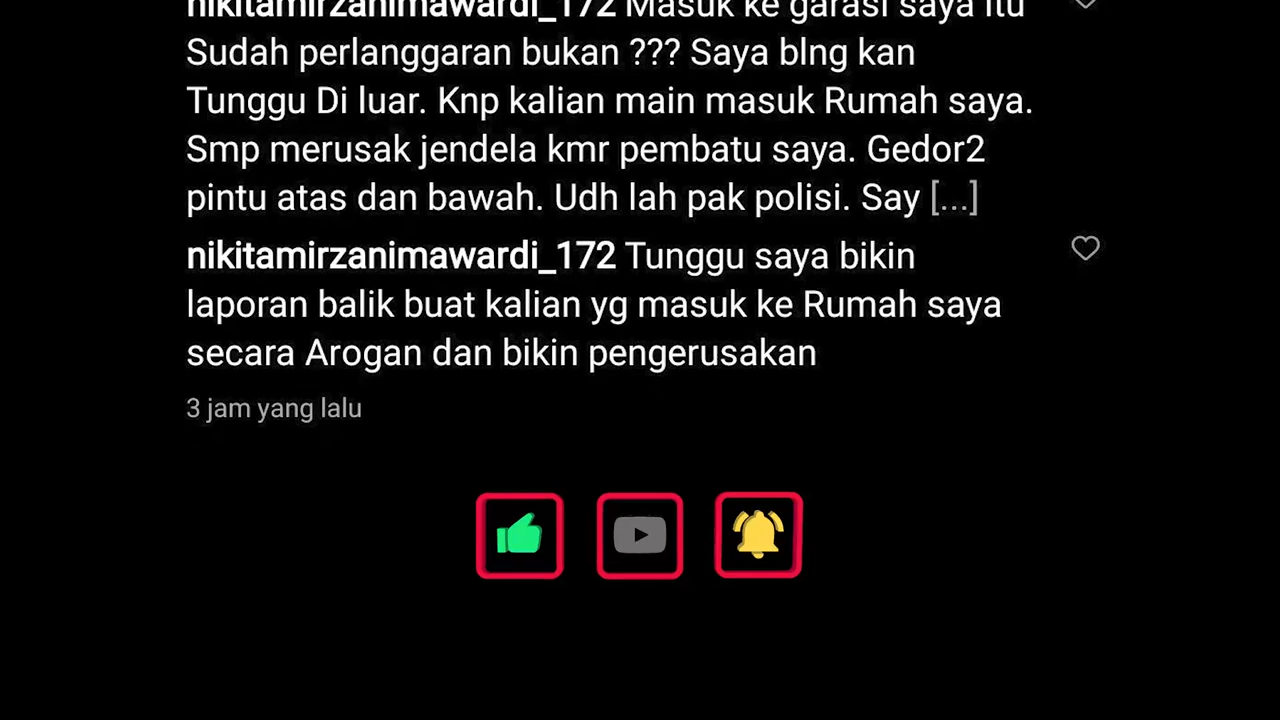 nikitamirzanimawardi_172 Masuk ke garasi saya itu
Sudah perlanggaran bukan ??? Saya blng kan
Tunggu Di luar. Knp kalian main masuk Rumah saya.
Smp merusak jendela kmr pembatu saya. Gedor2
pintu atas dan bawah. Udh lah pak polisi. Say [...]
nikitamirzanimawardi_172 Tunggu saya bikin
laporan balik buat kalian yg masuk ke Rumah saya
secara Arogan dan bikin pengerusakan
3 jam yang lalu